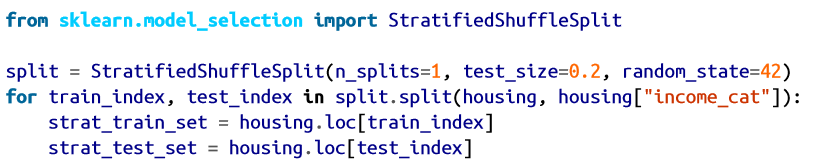 from sklearn.model_selection import StratifiedShuffleSplit
split = StratifiedShuffleSplit(n_splits=1, test_size=0.2, random_state=42)
for train_index, test_index in split.split(housing, housing["income_cat"]):
    strat_train_set = housing.loc[train_index]
    strat_test_set = housing.loc[test_index]